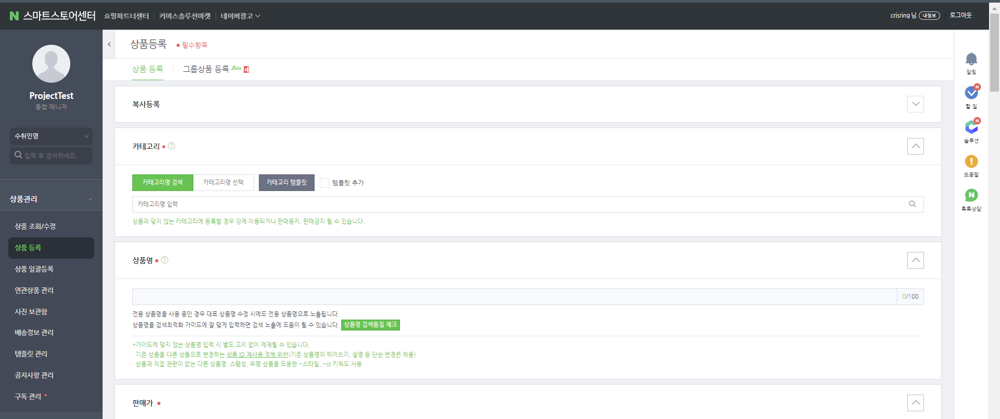 N 스마트스토어센터 쇼핑파트너센터 커머스솔루션마켓 네이버광고
crisring 님 내정보 로그아웃
ProjectTest
통합 매니저
수취인명
입력 후 검색하세요.
상품관리
상품 조회/수정
상품 등록
상품 일괄등록
연관상품 관리
사진 보관함
배송정보 관리
템플릿 관리
공지사항 관리
구독 관리
상품등록 • 필수항목
상품 등록
그룹상품 등록 Beta N
복사등록
카테고리 • ?
카테고리명 검색 카테고리명 선택 카테고리 템플릿 템플릿 추가
카테고리명 입력
상품과 맞지 않는 카테고리에 등록할 경우 강제 이동되거나 판매중지, 판매금지 될 수 있습니다.
상품명 • ?
0/100
전용 상품명을 사용 중인 경우 대표 상품명 수정 시에도 전용 상품명으로 노출됩니다.
상품명을 검색최적화 가이드에 잘 맞게 입력하면 검색 노출에 도움이 될 수 있습니다. 상품명 검색품질 체크
*가이드에 맞지 않는 상품명 입력 시 별도 고지 없이 제재될 수 있습니다.
· 기존 상품을 다른 상품으로 변경하는 상품 ID 재사용 정책 위반(기존 상품명의 띄어쓰기, 설명 등 단순 변경은 허용)
· 상품과 직접 관련이 없는 다른 상품명, 스팸성, 유명 상품을 도용한 ~스타일, ~st 키워드 사용
판매가 •
알림
N
할 일
N
솔루션
!
도움말
N
톡톡상담